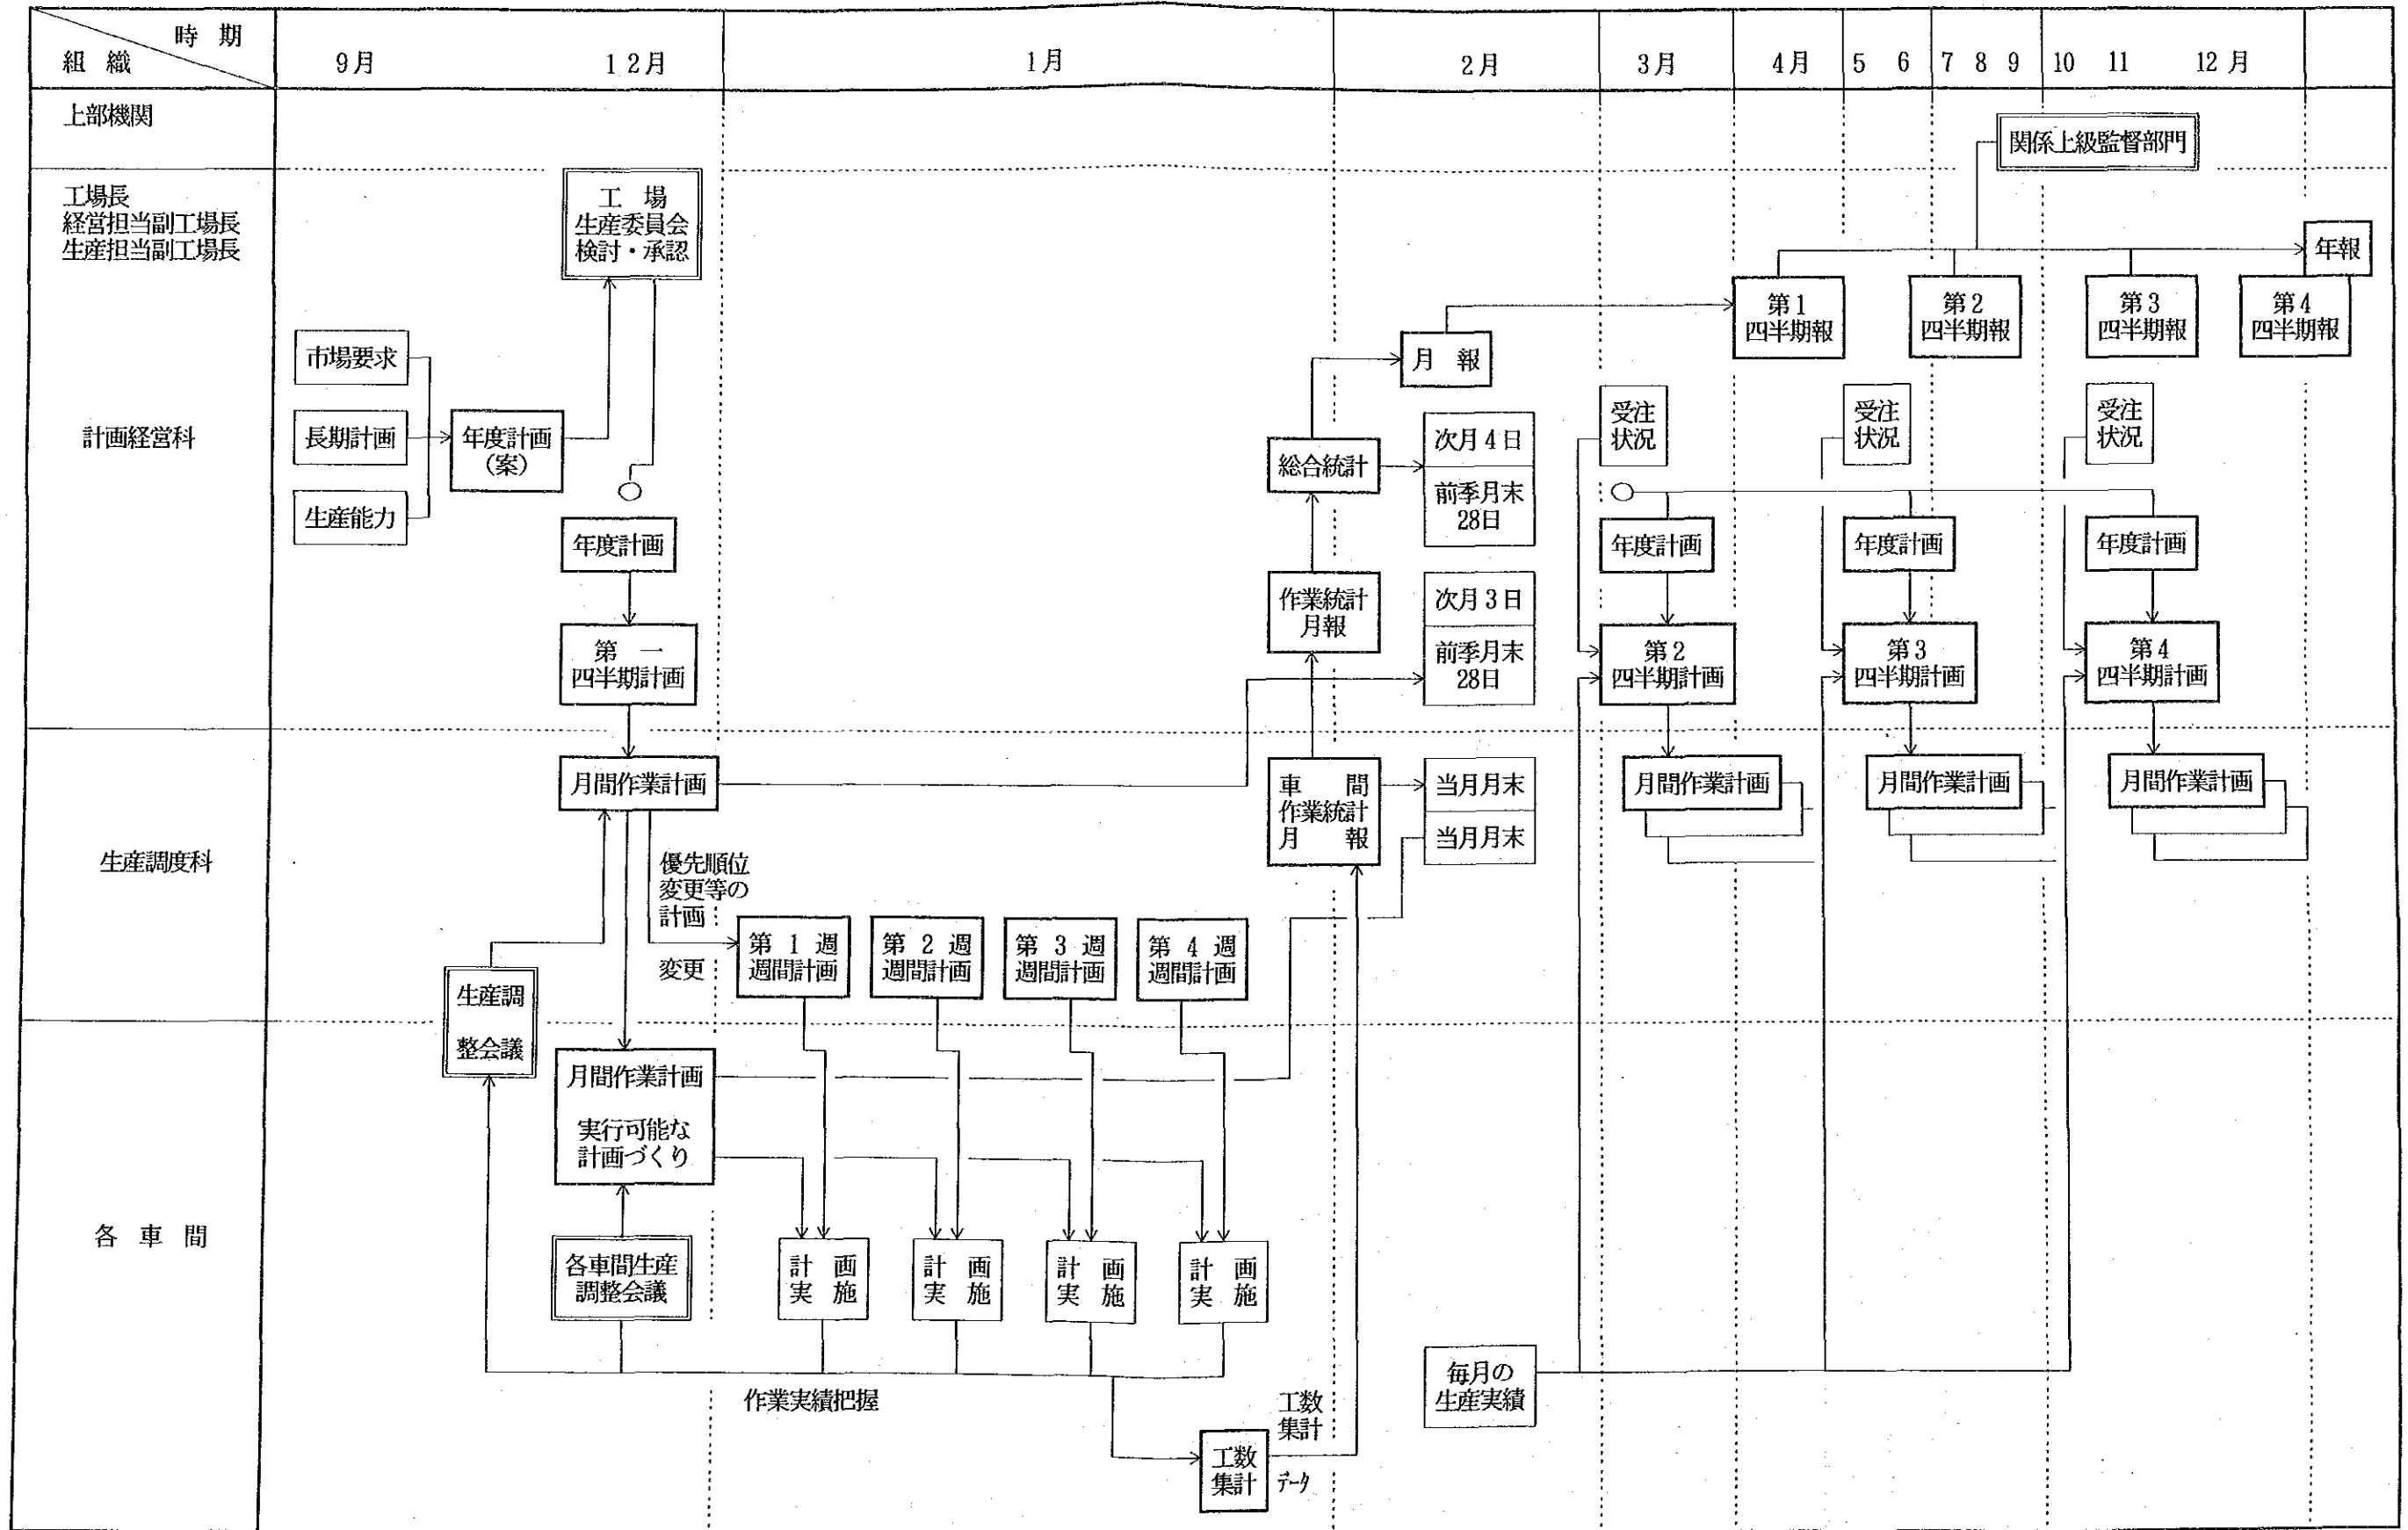 時 期
組 織
9月
12月
1月
2月
3月
4月
5 6
7 8 9
10 11 12月
上部機関
関係上級監督部門
工場長
経営担当副工場長
生産担当副工場長
工 場
生産委員会
検討・承認
年報
第1
四半期報
第2
四半期報
第3
四半期報
第4
四半期報
計画経営科
市場要求
長期計画
生産能力
年度計画
(案)
年度計画
第 一
四半期計画
月 報
総合統計
次月4日
前季月末
28日
作業統計
月報
次月3日
前季月末
28日
受注
状況
受注
状況
受注
状況
年度計画
年度計画
年度計画
第2
四半期計画
第3
四半期計画
第4
四半期計画
生産調度科
月間作業計画
優先順位
変更等の
計画
変更
第 1 週
週間計画
第 2 週
週間計画
第 3 週
週間計画
第 4 週
週間計画
車 間
作業統計
月 報
当月月末
当月月末
月間作業計画
月間作業計画
月間作業計画
生産調
整会議
各 車 間
月間作業計画
実行可能な
計画づくり
各車間生産
調整会議
計 画
実 施
計 画
実 施
計 画
実 施
計 画
実 施
作業実績把握
工数
集計
工数
集計
データ
毎月の
生産実績